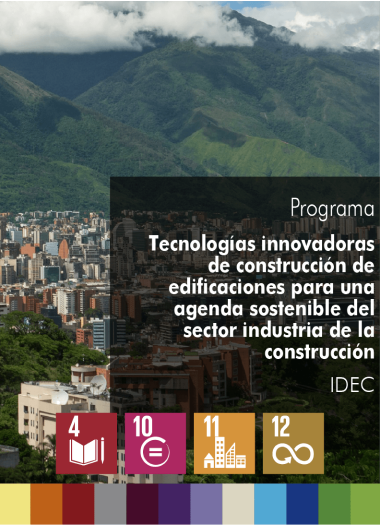 Programa
Tecnologías innovadoras
de construcción de
edificaciones para una
agenda sostenible del
sector industria de la
construcción
IDEC
4
10
11
12